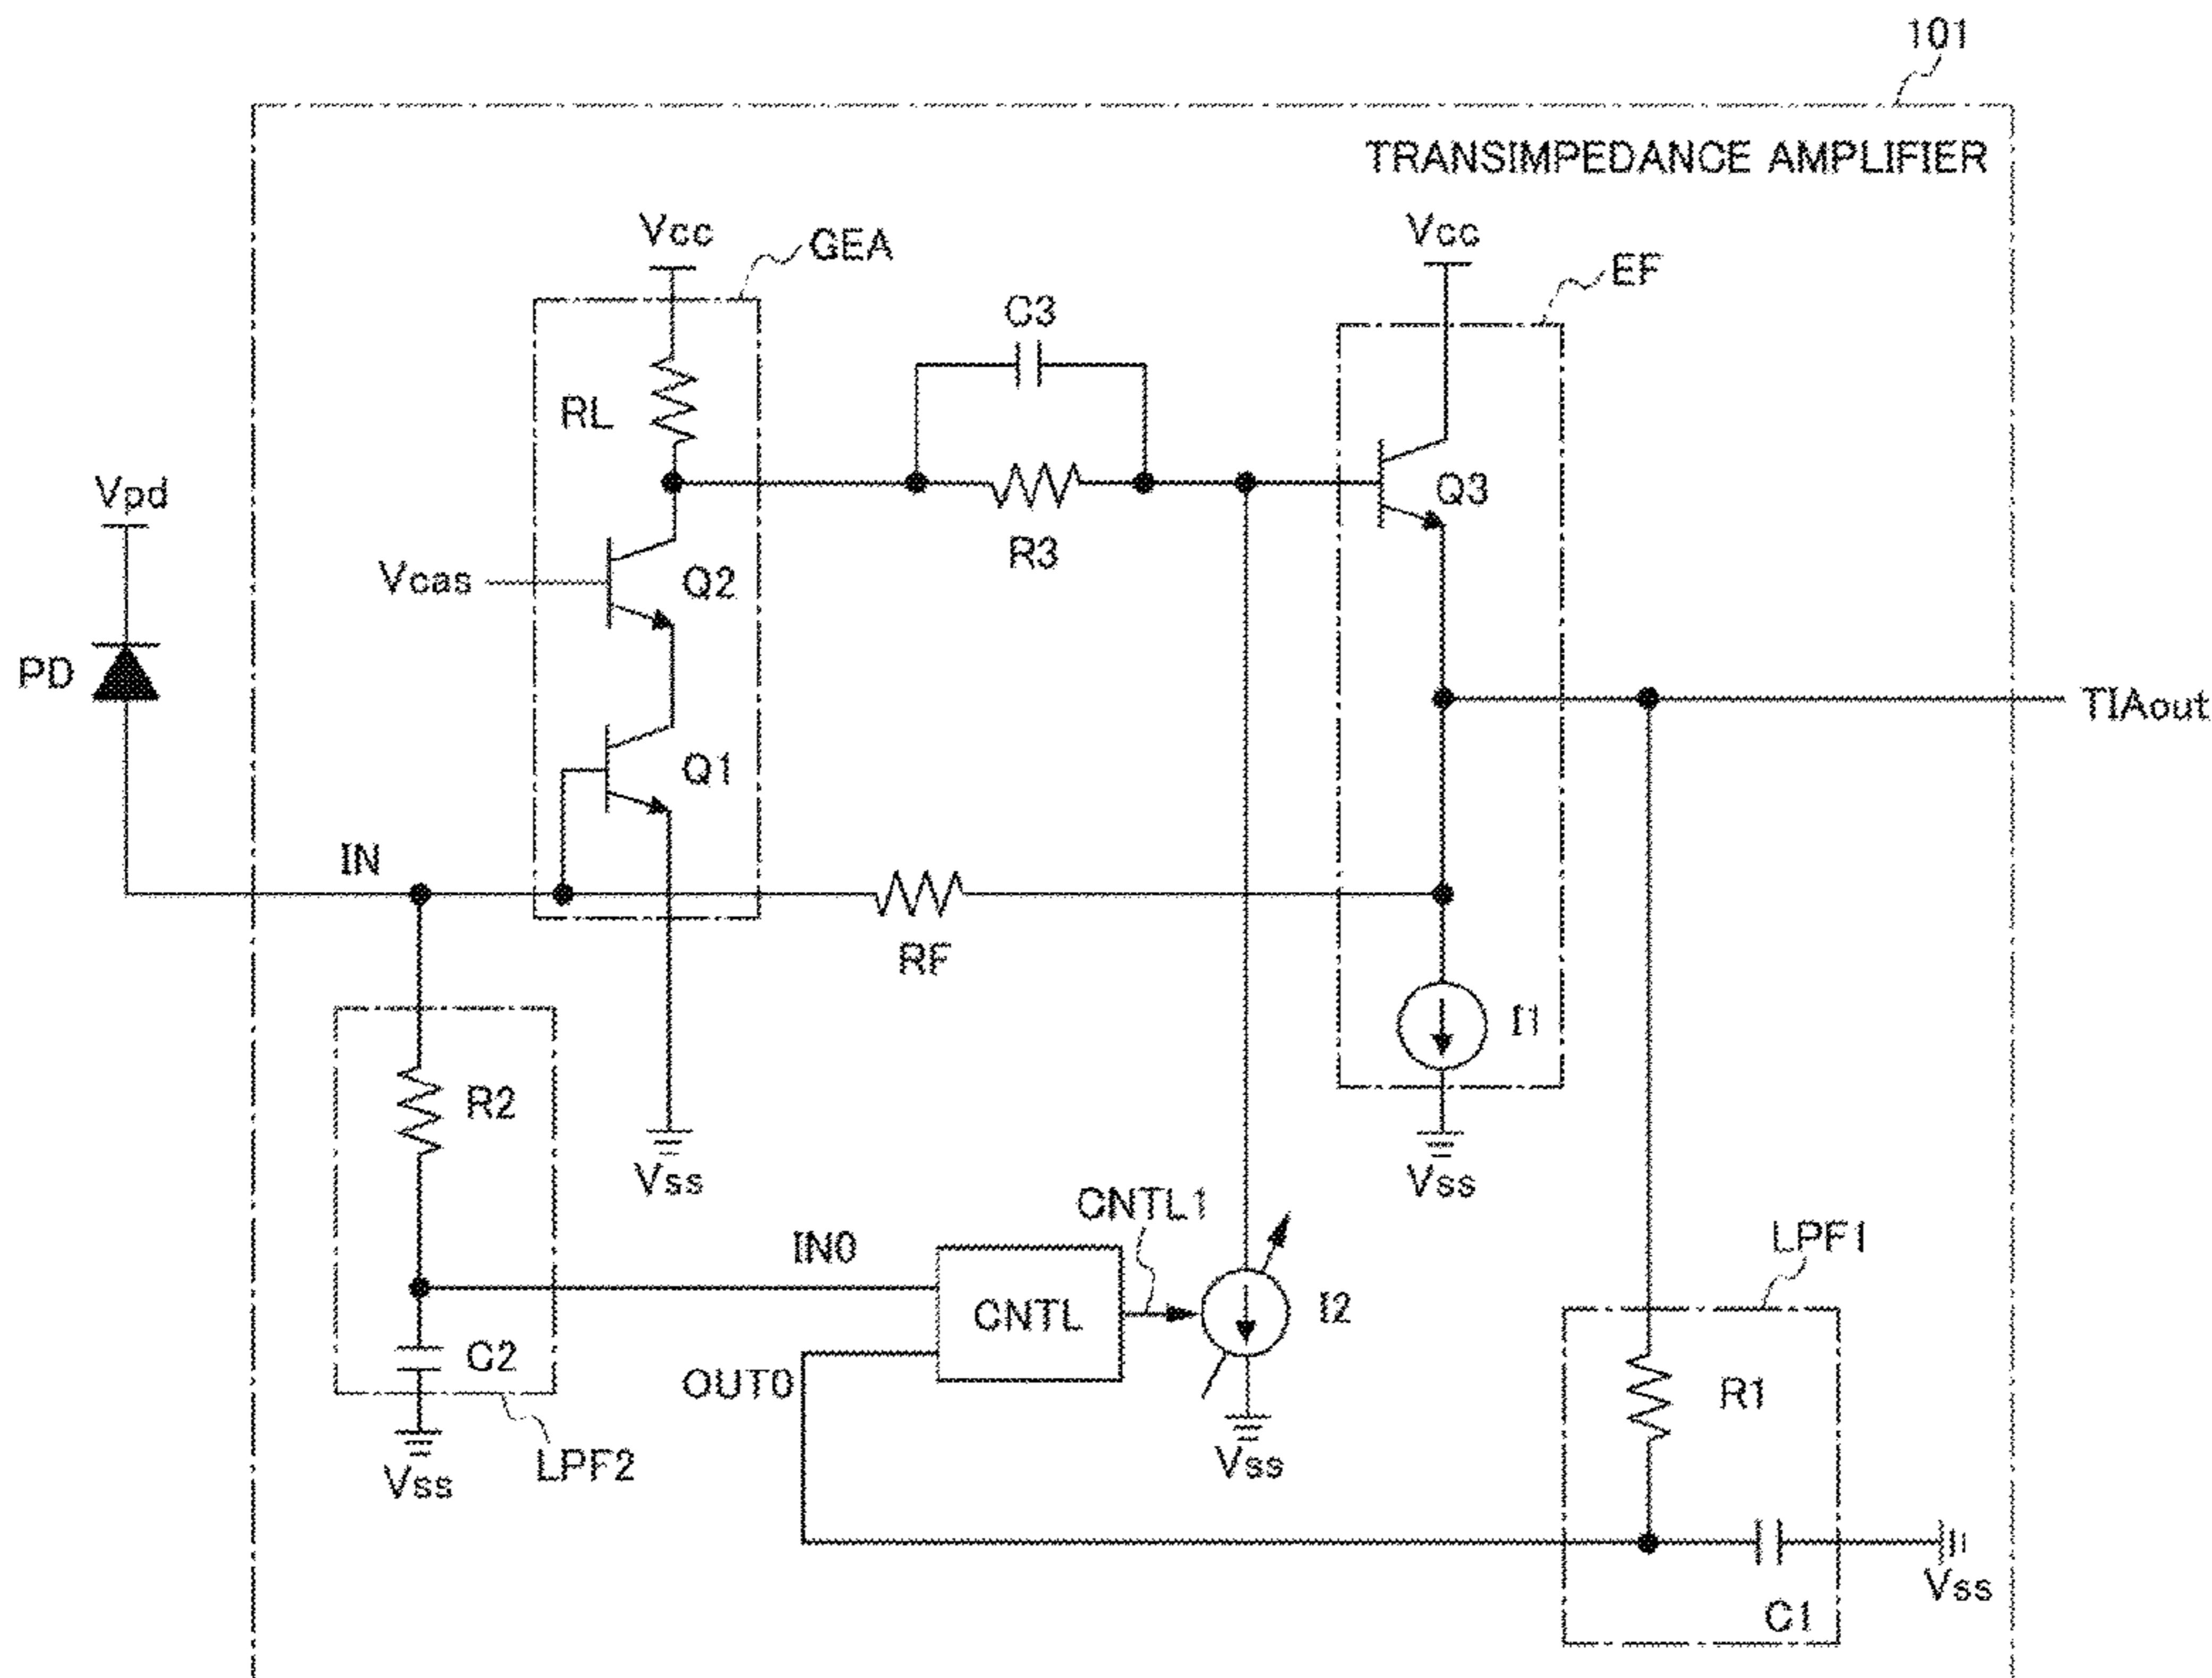 101
TRANSIMPEDANCE AMPLIFIER
Vcc
GEA
Vcc
EF
C3
RL
Vpd
Q3
R3
Vcas
Q2
PD
TIAout
Q1
IN
RF
I1
R2
Vss
Vss
CNTL1
LPF1
IN0
CNTL
I2
C2
OUT0
R1
LPF2
Vss
Vss
Vss
C1